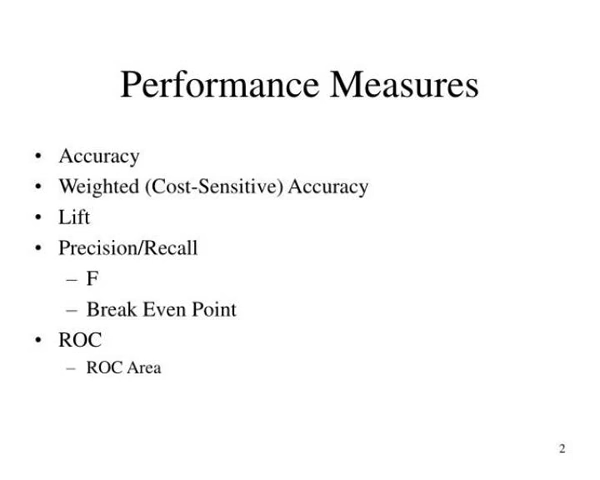 Performance Measures
• Accuracy
• Weighted (Cost-Sensitive) Accuracy
• Lift
• Precision/Recall
– F
– Break Even Point
• ROC
– ROC Area
2